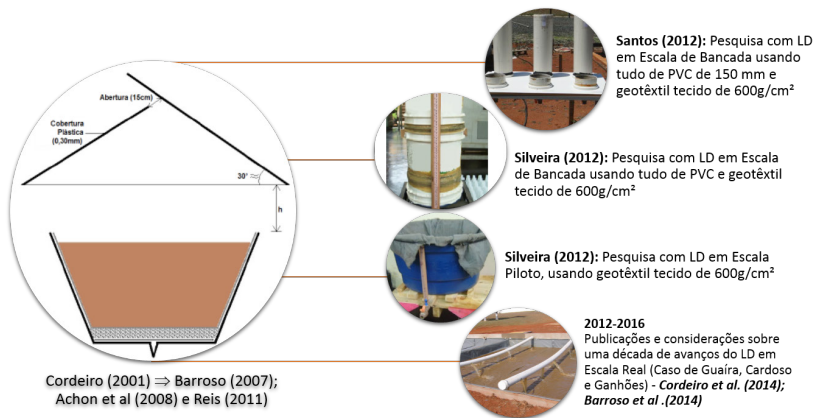 Abertura (15cm)
Cobertura
Plástica
(0,30mm)
30°
h
Cordeiro (2001) ⇒ Barroso (2007);
Achon et al (2008) e Reis (2011)
Santos (2012): Pesquisa com LD
em Escala de Bancada usando
tudo de PVC de 150 mm e
geotêxtil tecido de 600g/cm²
Silveira (2012): Pesquisa com LD em Escala
de Bancada usando tudo de PVC e geotêxtil
tecido de 600g/cm²
Silveira (2012): Pesquisa com LD em Escala
Piloto, usando geotêxtil tecido de 600g/cm²
2012-2016
Publicações e considerações sobre
uma década de avanços do LD em
Escala Real (Caso de Guaíra, Cardoso
e Ganhões) - Cordeiro et al. (2014);
Barroso et al .(2014)